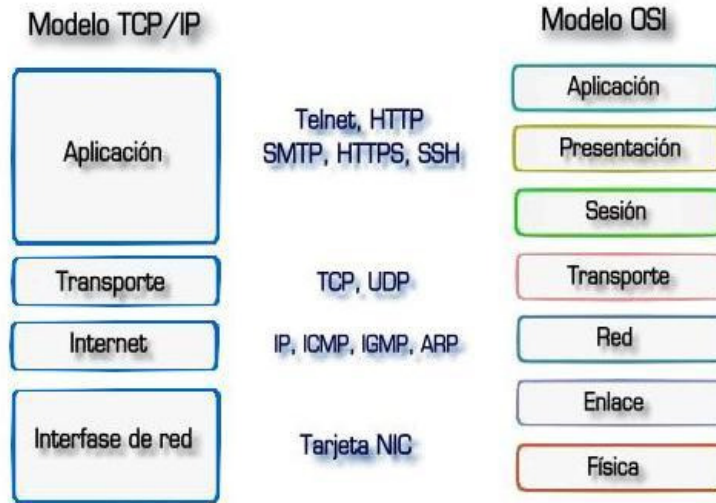 Modelo TCP/IP
Modelo OSI
Aplicación
Telnet, HTTP
SMTP, HTTPS, SSH
Aplicación
Presentación
Sesión
Transporte
TCP, UDP
Transporte
Internet
IP, ICMP, IGMP, ARP
Red
Interfase de red
Tarjeta NIC
Enlace
Física